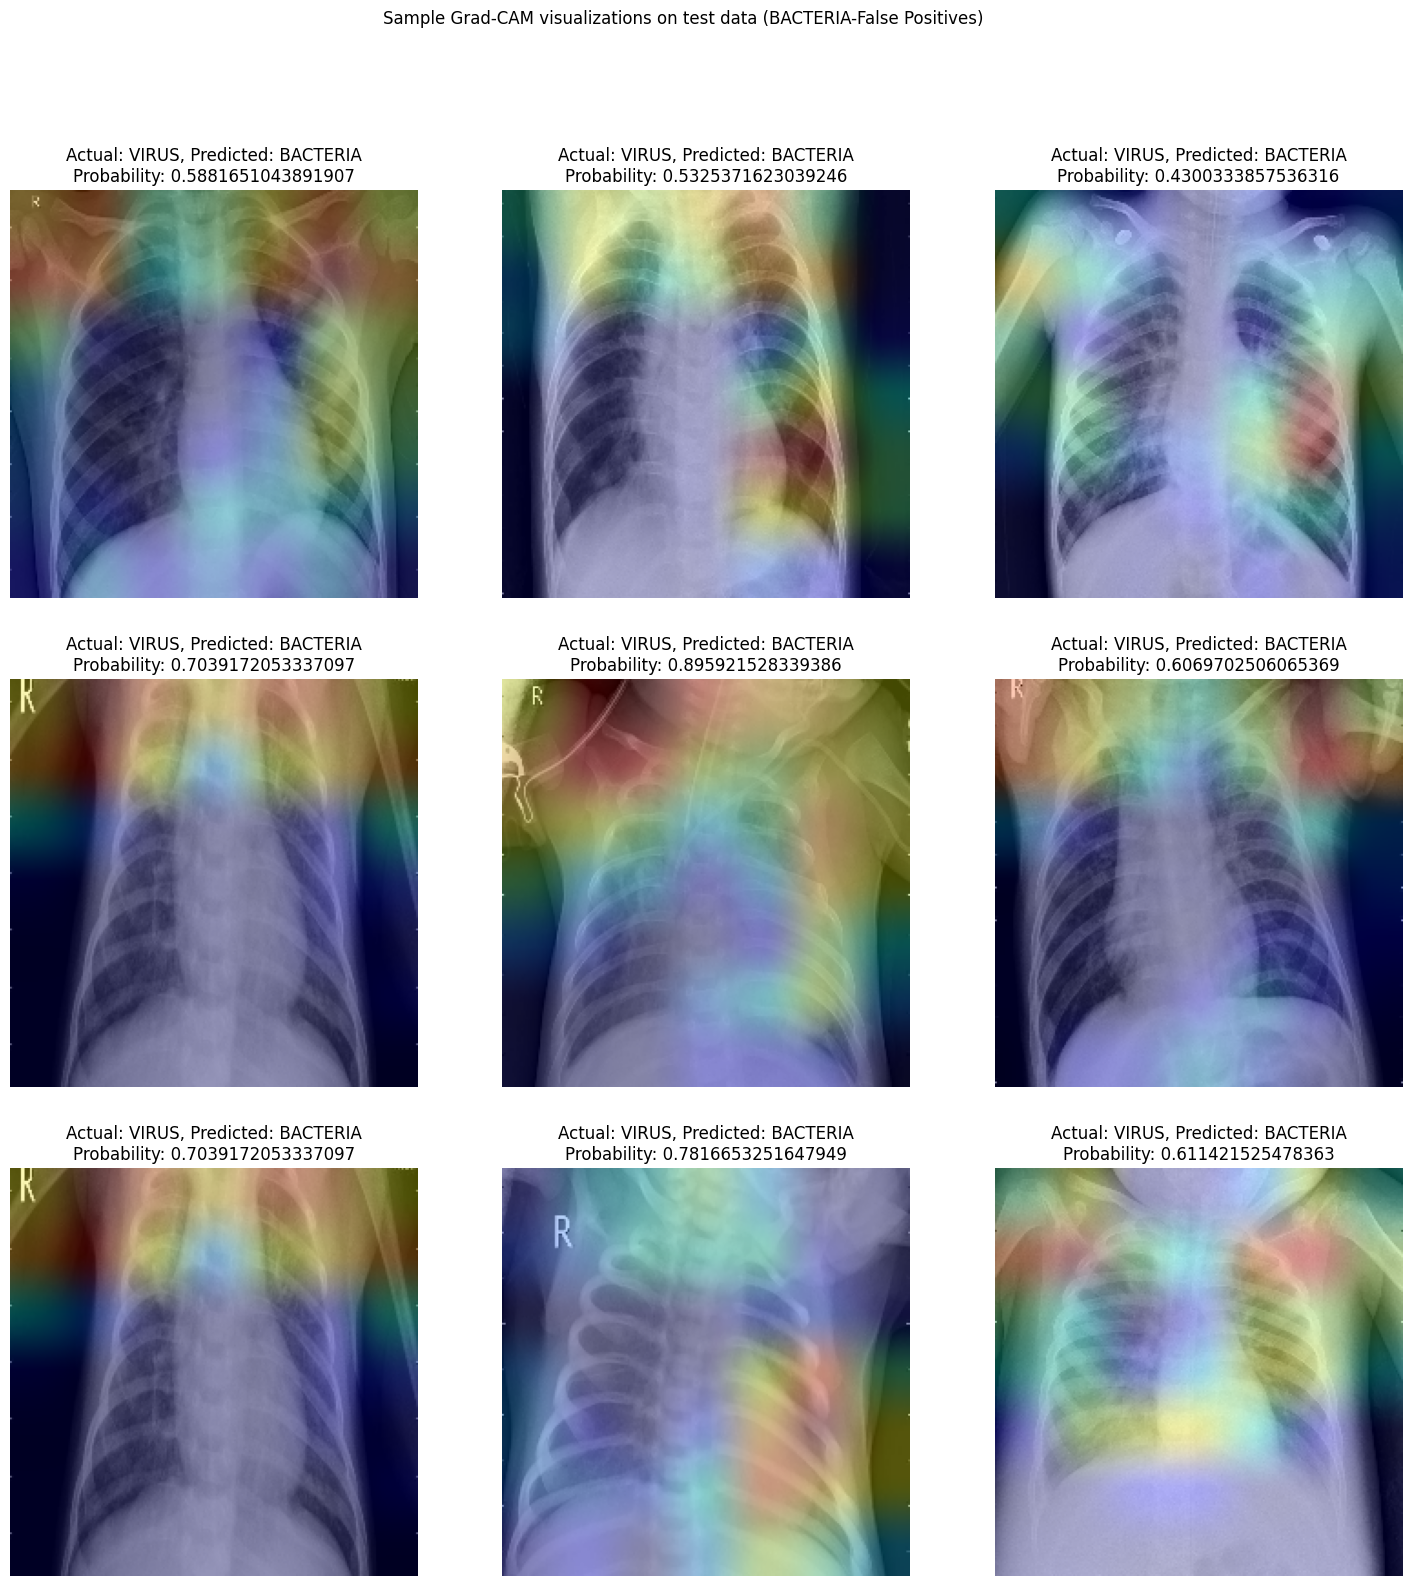 Sample Grad-CAM visualizations on test data (BACTERIA-False Positives)
Actual: VIRUS, Predicted: BACTERIA
Probability: 0.5881651043891907
R
Actual: VIRUS, Predicted: BACTERIA
Probability: 0.5325371623039246
Actual: VIRUS, Predicted: BACTERIA
Probability: 0.4300333857536316
Actual: VIRUS, Predicted: BACTERIA
Probability: 0.7039172053337097
R
Actual: VIRUS, Predicted: BACTERIA
Probability: 0.895921528339386
R
Actual: VIRUS, Predicted: BACTERIA
Probability: 0.6069702506065369
R
Actual: VIRUS, Predicted: BACTERIA
Probability: 0.7039172053337097
R
Actual: VIRUS, Predicted: BACTERIA
Probability: 0.7816653251647949
R
Actual: VIRUS, Predicted: BACTERIA
Probability: 0.611421525478363